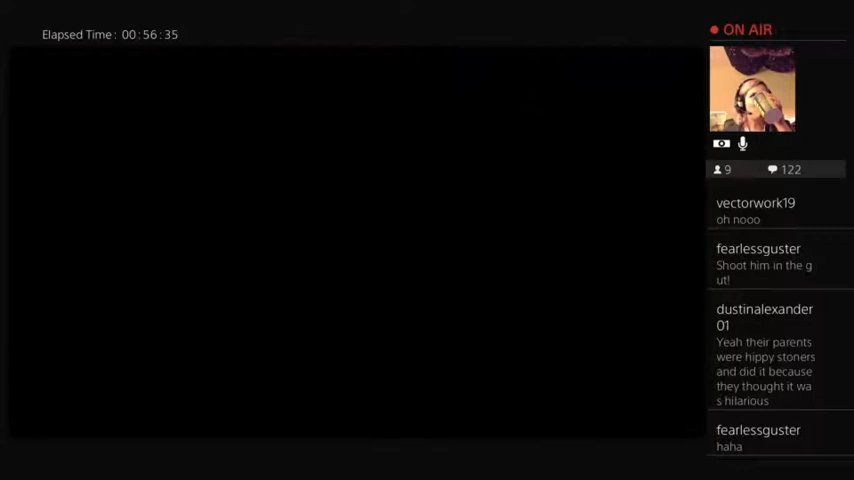 Elapsed Time: 00:56:35
ON AIR
9 122
vectorwork19
oh nooo
fearlessguster
Shoot him in the g
ut!
dustinalexander
01
Yeah their parents
were hippy stoners
and did it because
they thought it wa
s hilarious
fearlessguster
haha